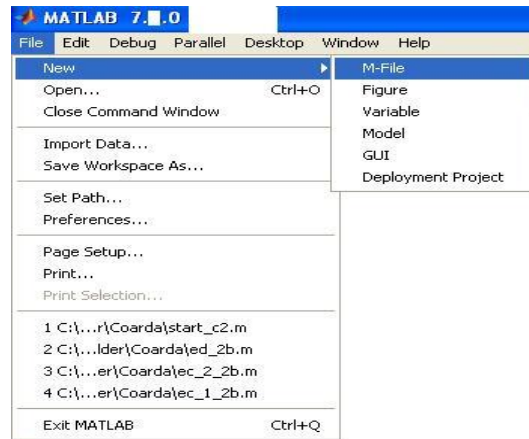 MATLAB 7. .0
File Edit Debug Parallel Desktop Window Help
New
Open... Ctrl+O
Close Command Window
Import Data...
Save Workspace As...
Set Path...
Preferences...
Page Setup...
Print...
Print Selection...
1 C:\...r\Coarda\start_c2.m
2 C:\...lder\Coarda\ed_2b.m
3 C:\...er\Coarda\ec_2_2b.m
4 C:\...er\Coarda\ec_1_2b.m
Exit MATLAB Ctrl+Q
M-File
Figure
Variable
Model
GUI
Deployment Project